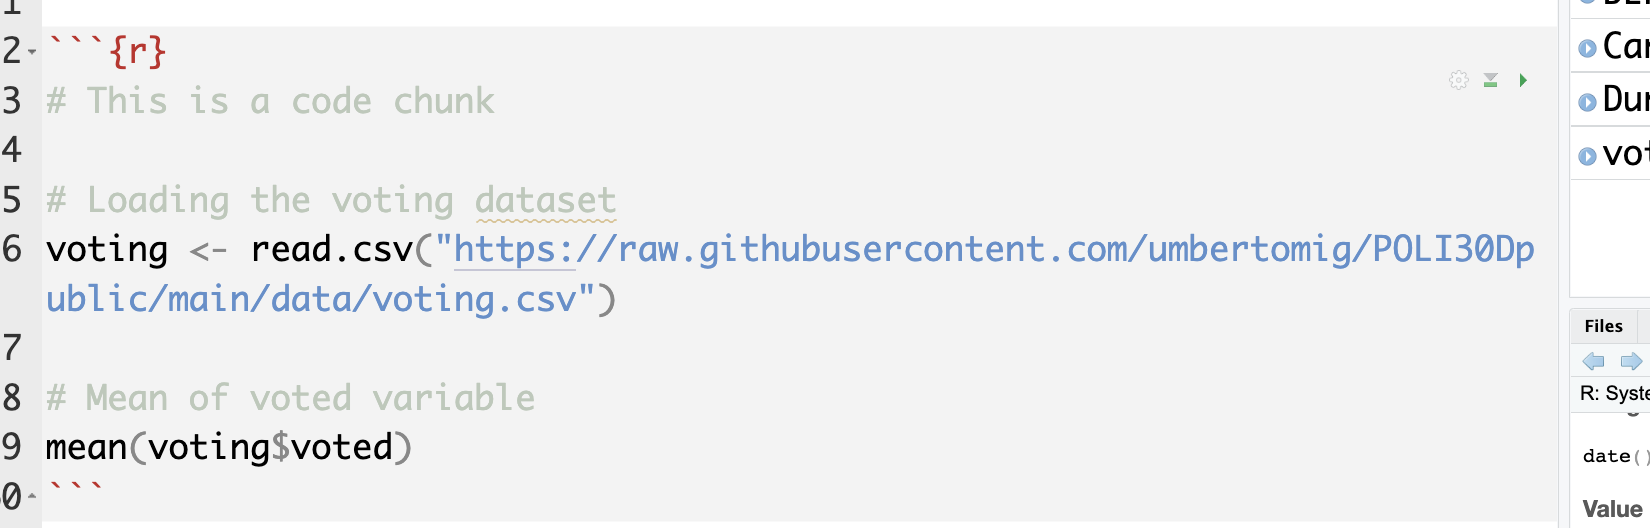 1
2 ```{r}
3 # This is a code chunk
4
5 # Loading the voting dataset
6 voting <- read.csv("https://raw.githubusercontent.com/umbertomig/POLI30Dp
ublic/main/data/voting.csv")
7
8 # Mean of voted variable
9 mean(voting$voted)
0 ```
Car
Dur
vot
Files
R: Syste
date()
Value